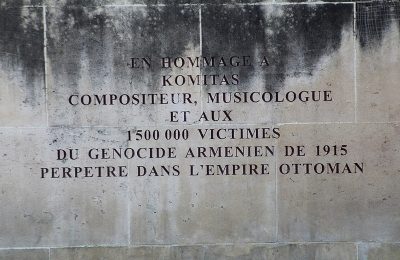 EN HOMMAGE A
KOMITAS
COMPOSITEUR, MUSICOLOGUE
ET AUX
1 500 000 VICTIMES
DU GENOCIDE ARMENIEN DE 1915
PERPETRE DANS L'EMPIRE OTTOMAN